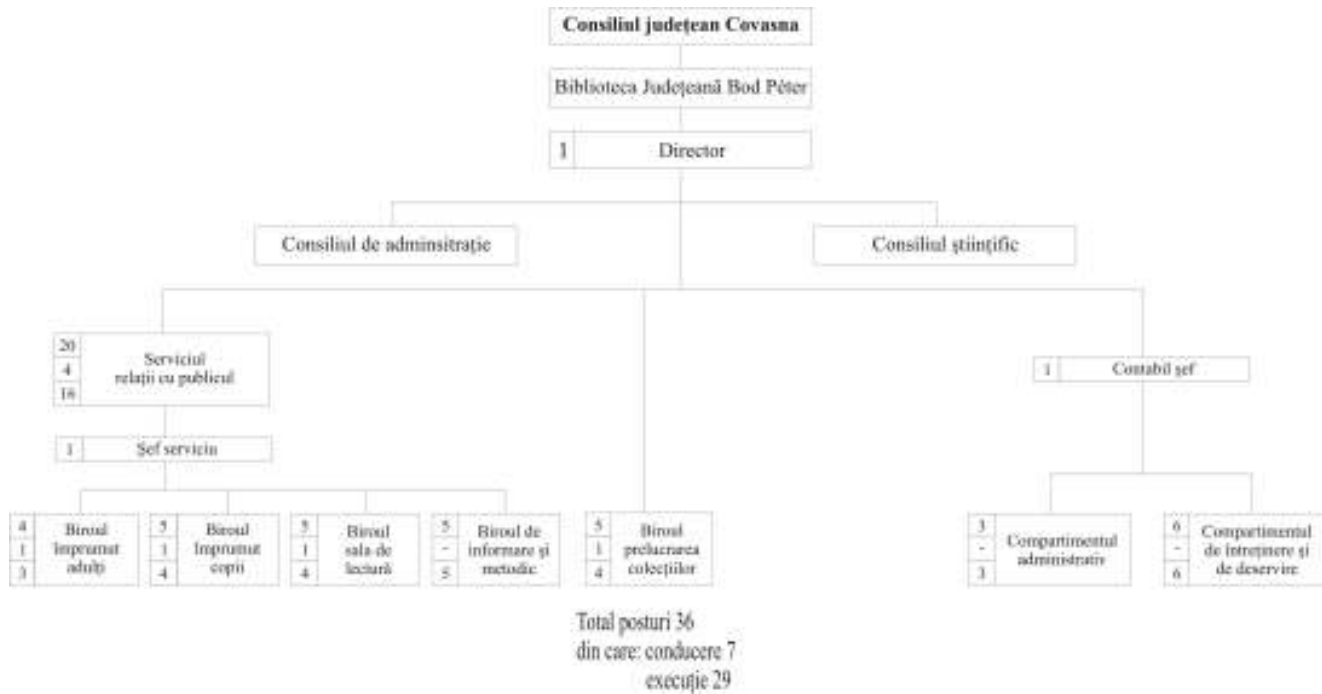 Consiliul județean Covasna
Biblioteca Județeană Bod Péter
1 Director
Consiliul de adminsitrație
Consiliul științific
20
4
16
Serviciul
relații cu publicul
1 Contabil șef
1 Șef serviciu
4
1
3
Biroul
împrumut
adulți
5
1
4
Biroul
împrumut
copii
5
1
4
Biroul
sala de
lectură
5
-
5
Biroul de
informare și
metodic
5
1
4
Biroul
prelucrarea
colecțiilor
3
-
3
Compartimentul
administrativ
6
-
6
Compartimentul
de întreținere și
de deservire
Total posturi 36
din care: conducere 7
execuție 29